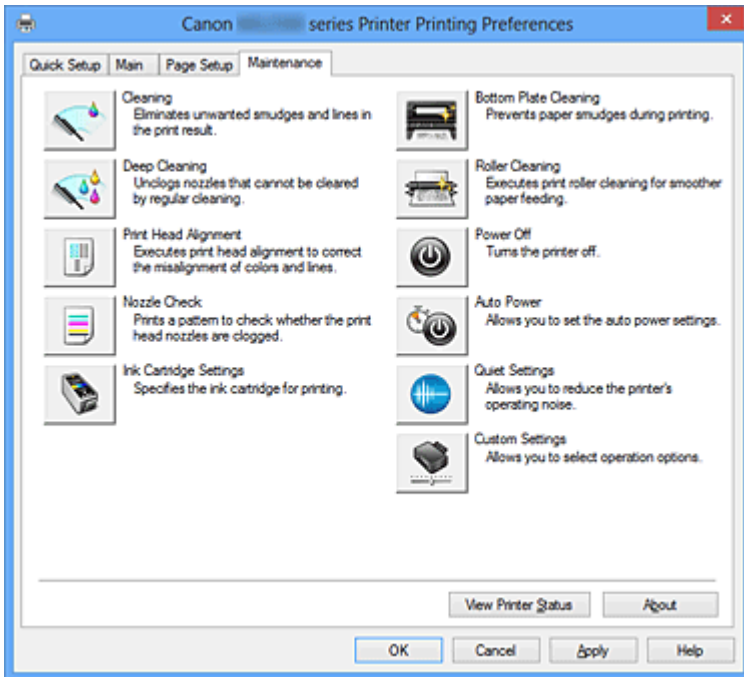 Canon series Printer Printing Preferences
Quick Setup Main Page Setup Maintenance
Cleaning
Eliminates unwanted smudges and lines in
the print result.
Deep Cleaning
Unclogs nozzles that cannot be cleared
by regular cleaning.
Print Head Alignment
Executes print head alignment to correct
the misalignment of colors and lines.
Nozzle Check
Prints a pattern to check whether the print
head nozzles are clogged.
Ink Cartridge Settings
Specifies the ink cartridge for printing.
Bottom Plate Cleaning
Prevents paper smudges during printing.
Roller Cleaning
Executes print roller cleaning for smoother
paper feeding.
Power Off
Turns the printer off.
Auto Power
Allows you to set the auto power settings.
Quiet Settings
Allows you to reduce the printer's
operating noise.
Custom Settings
Allows you to select operation options.
View Printer Status About
OK Cancel Apply Help